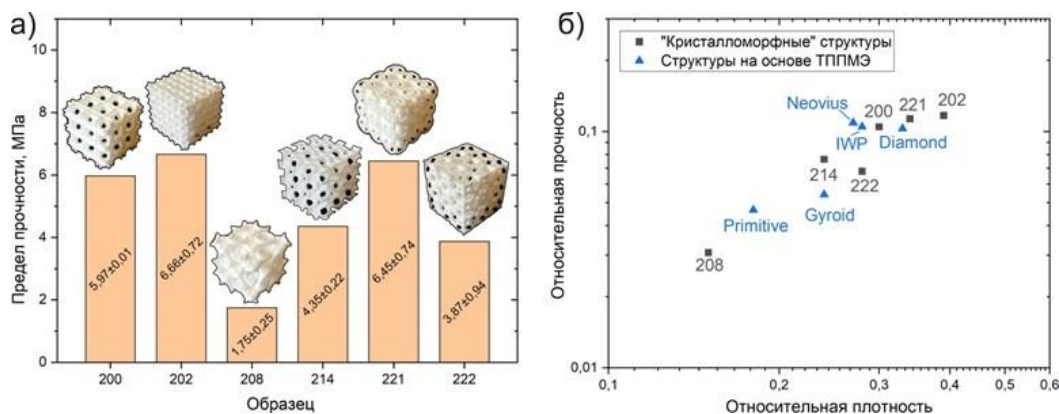 а)
10
8
6
4
2
0
Предел прочности, МПа
5,97±0,01
6,66±0,72
1,75±0,25
4,35±0,22
6,45±0,74
3,87±0,94
200 202 208 214 221 222
Образец
б)
"Кристалломорфные" структуры
Структуры на основе ТППМЭ
Относительная прочность
0,1
0,01
Neovius
IWP
200
221
202
Diamond
214
222
Primitive
Gyroid
208
0,1 0,2 0,3 0,4 0,5 0,6
Относительная плотность